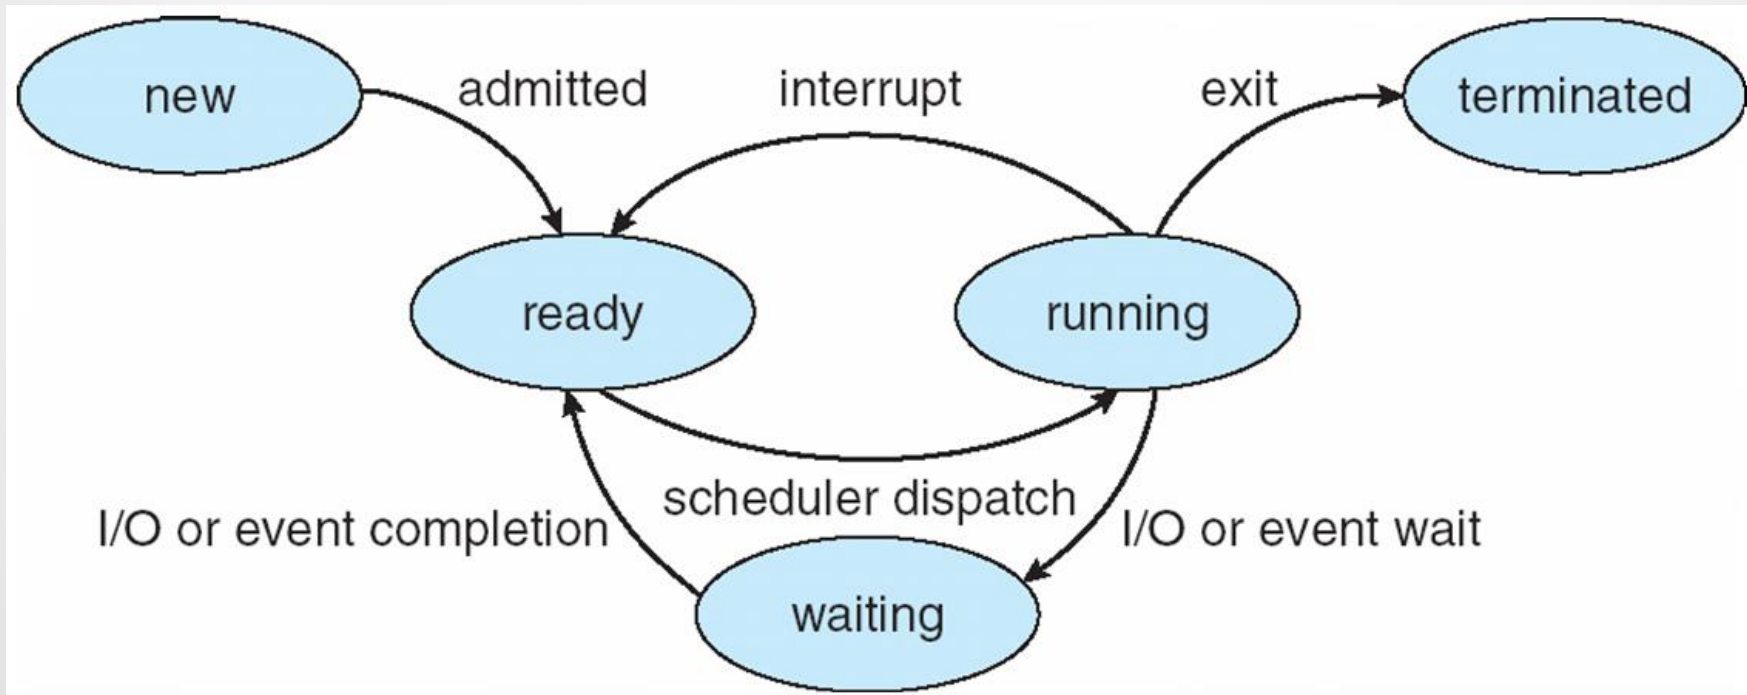 new
admitted
interrupt
exit
terminated
ready
running
scheduler dispatch
I/O or event completion
I/O or event wait
waiting